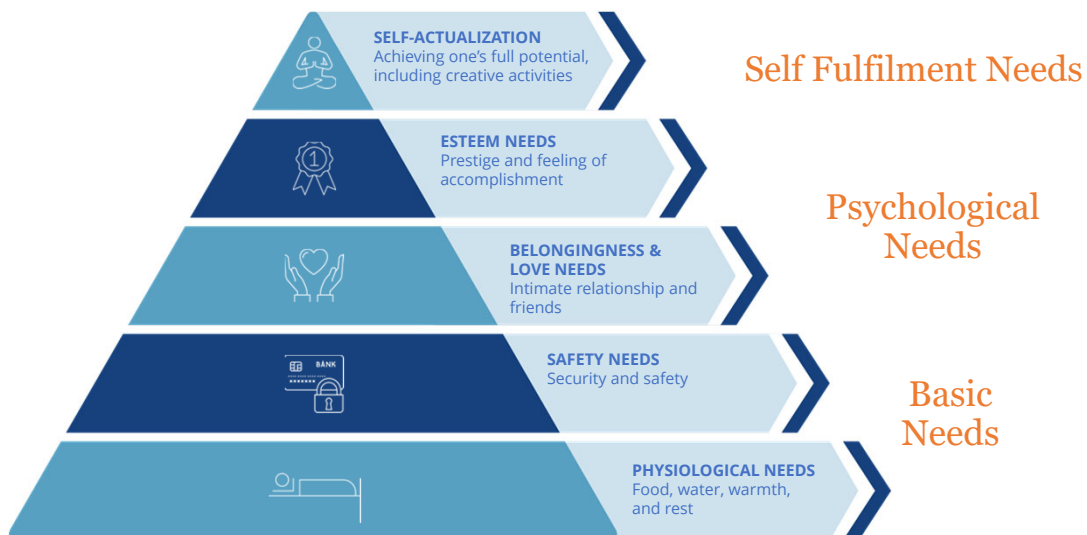 SELF-ACTUALIZATION
Achieving one's full potential,
including creative activities
Self Fulfilment Needs
ESTEEM NEEDS
Prestige and feeling of
accomplishment
Psychological
Needs
BELONGINGNESS &
LOVE NEEDS
Intimate relationship and
friends
BANK
SAFETY NEEDS
Security and safety
Basic
Needs
PHYSIOLOGICAL NEEDS
Food, water, warmth,
and rest
1